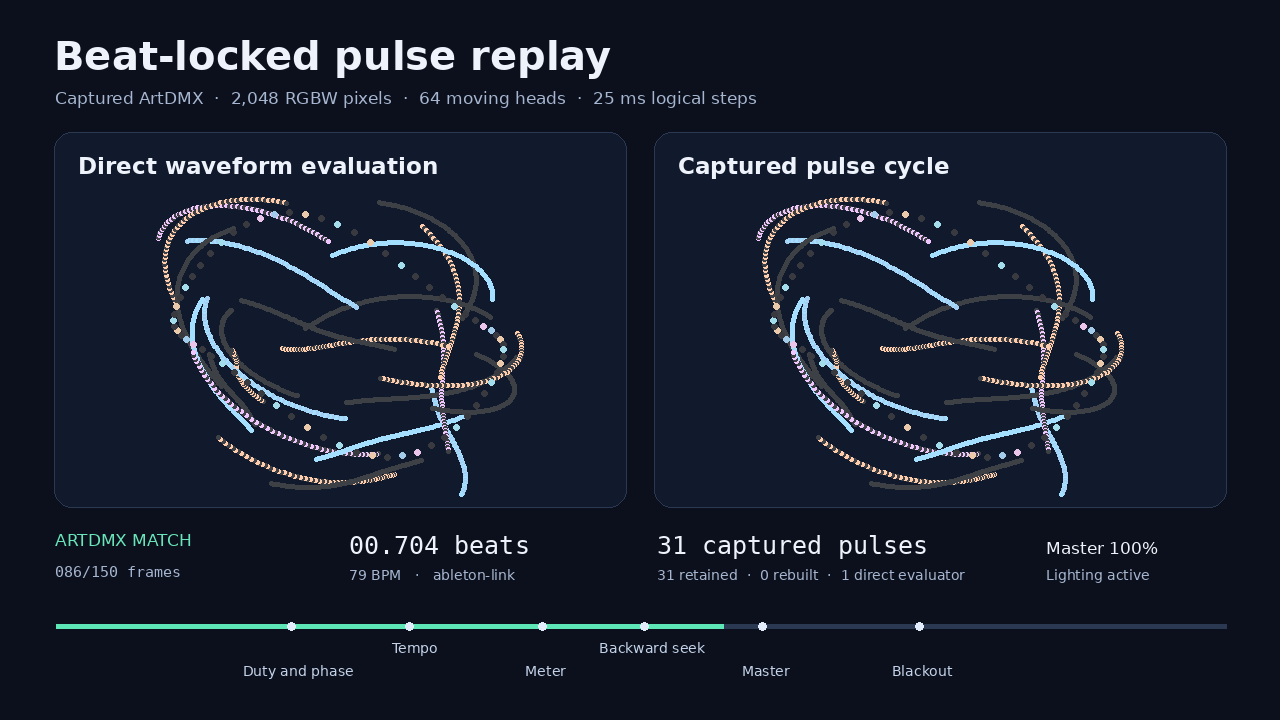 Beat-locked pulse replay
Captured ArtDMX · 2,048 RGBW pixels · 64 moving heads · 25 ms logical steps
Direct waveform evaluation
Captured pulse cycle
ARTDMX MATCH
086/150 frames
00.704 beats
79 BPM · ableton-link
31 captured pulses
31 retained · 0 rebuilt · 1 direct evaluator
Master 100%
Lighting active
Tempo
Backward seek
Duty and phase
Meter
Master
Blackout